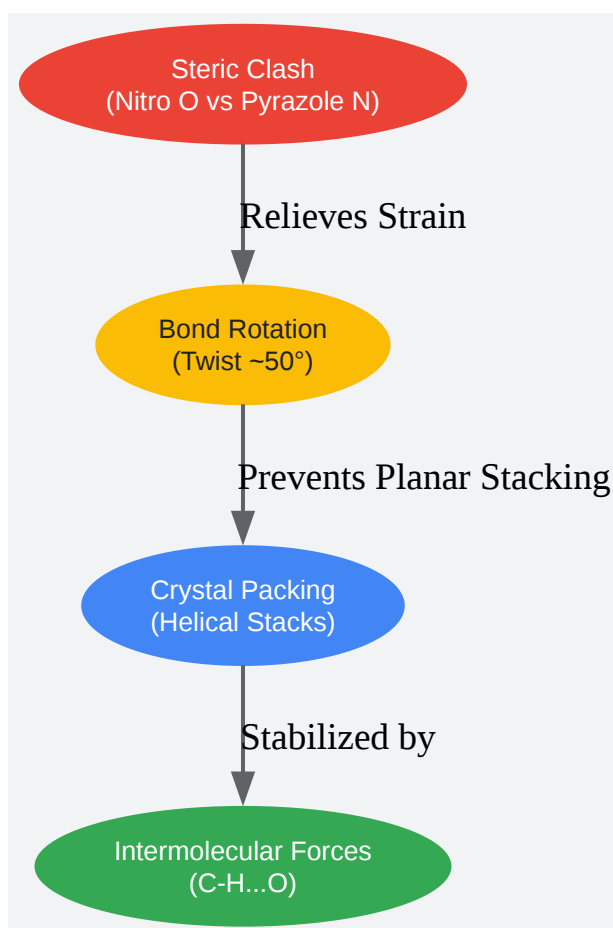 Steric Clash
(Nitro O vs Pyrazole N)
Relieves Strain
Bond Rotation
(Twist ~50°)
Prevents Planar Stacking
Crystal Packing
(Helical Stacks)
Stabilized by
Intermolecular Forces
(C-H...O)